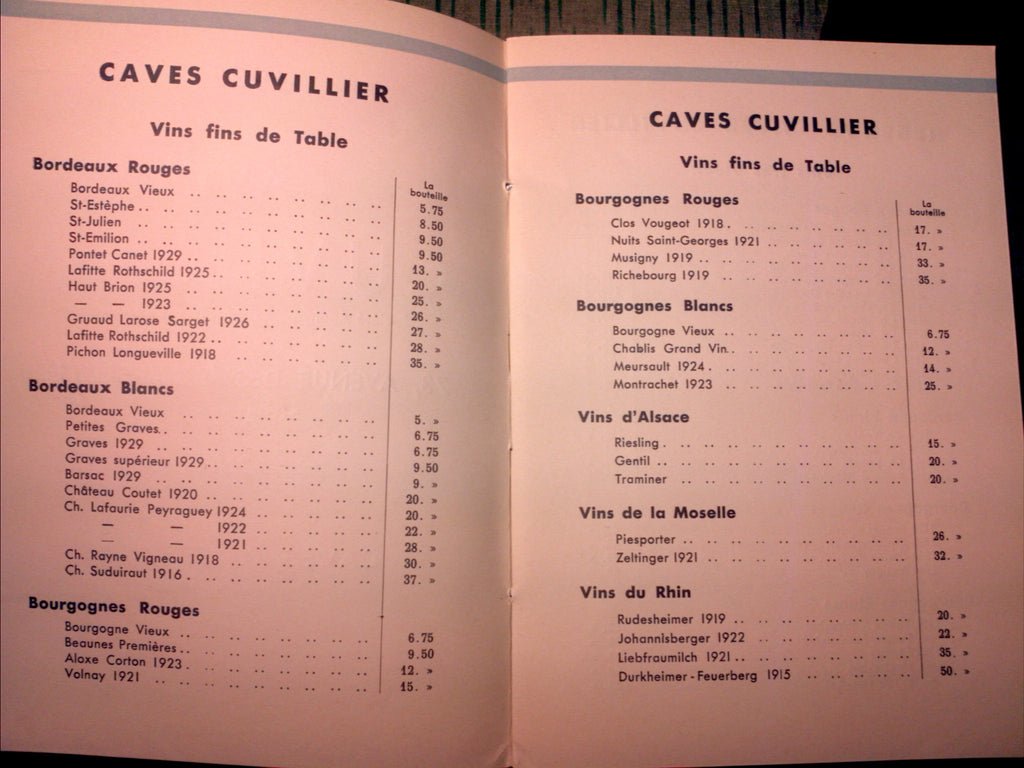 CAVES CUVILLIER
Vins fins de Table
Bordeaux Rouges
La
bouteille
Bordeaux Vieux .. .. .. .. .. .. .. 5.75
St-Estèphe .. .. .. .. .. .. .. .. 8.50
St-Julien .. .. .. .. .. .. .. .. 9.50
St-Emilion .. .. .. .. .. .. .. .. 9.50
Pontet Canet 1929 .. .. .. .. .. .. 13. »
Lafitte Rothschild 1925 .. .. .. .. .. 20. »
Haut Brion 1925 .. .. .. .. .. .. 25. »
— — 1923 .. .. .. .. .. .. 26. »
Gruaud Larose Sarget 1926 .. .. .. .. 27. »
Lafitte Rothschild 1922 .. .. .. .. .. 28. »
Pichon Longueville 1918 .. .. .. .. .. 35. »
Bordeaux Blancs
Bordeaux Vieux .. .. .. .. .. .. .. 5. »
Petites Graves .. .. .. .. .. .. .. 6.75
Graves 1929 .. .. .. .. .. .. .. 6.75
Graves supérieur 1929 .. .. .. .. .. 9.50
Barsac 1929 .. .. .. .. .. .. .. 9. »
Château Coutet 1920 .. .. .. .. .. 20. »
Ch. Lafaurie Peyraguey 1924 .. .. .. .. 20. »
— — 1922 .. .. .. .. 22. »
— — 1921 .. .. .. .. 28. »
Ch. Rayne Vigneau 1918 .. .. .. .. .. 30. »
Ch. Suduiraut 1916 . .. .. .. .. .. 37. »
Bourgognes Rouges
Bourgogne Vieux .. .. .. .. .. .. .. 6.75
Beaunes Premières .. .. .. .. .. .. .. 9.50
Aloxe Corton 1923 . .. .. .. .. .. .. 12. »
Volnay 1921 .. .. .. .. .. .. .. 15. »
CAVES CUVILLIER
Vins fins de Table
Bourgognes Rouges
La
bouteille
Clos Vougeot 1918 . .. .. .. .. .. .. 17. »
Nuits Saint-Georges 1921 .. .. .. .. .. 17. »
Musigny 1919 .. .. .. .. .. .. .. 33. »
Richebourg 1919 .. .. .. .. .. .. .. 35. »
Bourgognes Blancs
Bourgogne Vieux .. .. .. .. .. .. .. 6.75
Chablis Grand Vin .. .. .. .. .. .. .. 12. »
Meursault 1924 . .. .. .. .. .. .. .. 14. »
Montrachet 1923 .. .. .. .. .. .. .. 25. »
Vins d'Alsace
Riesling . .. .. .. .. .. .. .. .. 15. »
Gentil .. .. .. .. .. .. .. .. .. 20. »
Traminer .. .. .. .. .. .. .. .. 20. »
Vins de la Moselle
Piesporter .. .. .. .. .. .. .. .. 26. »
Zeltinger 1921 .. .. .. .. .. .. .. 32. »
Vins du Rhin
Rudesheimer 1919 .. .. .. .. .. .. .. 20. »
Johannisberger 1922 .. .. .. .. .. .. 22. »
Liebfraumilch 1921 .. .. .. .. .. .. .. 35. »
Durkheimer - Feuerberg 1915 .. .. .. .. 50. »